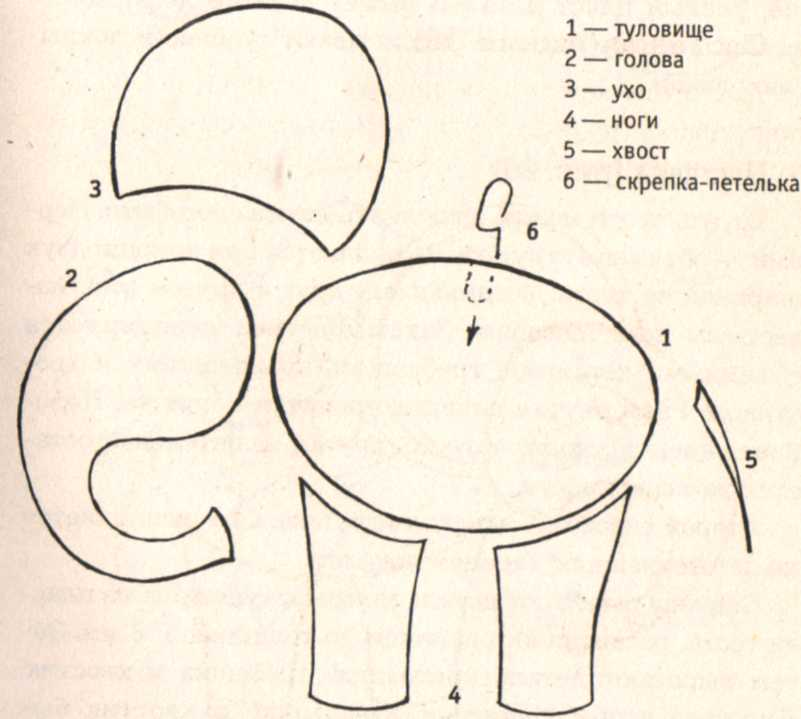 1 — туловище
2 — голова
3 — ухо
4 — ноги
5 — хвост
6 — скрепка-петелька
3
6
2
1
5
4